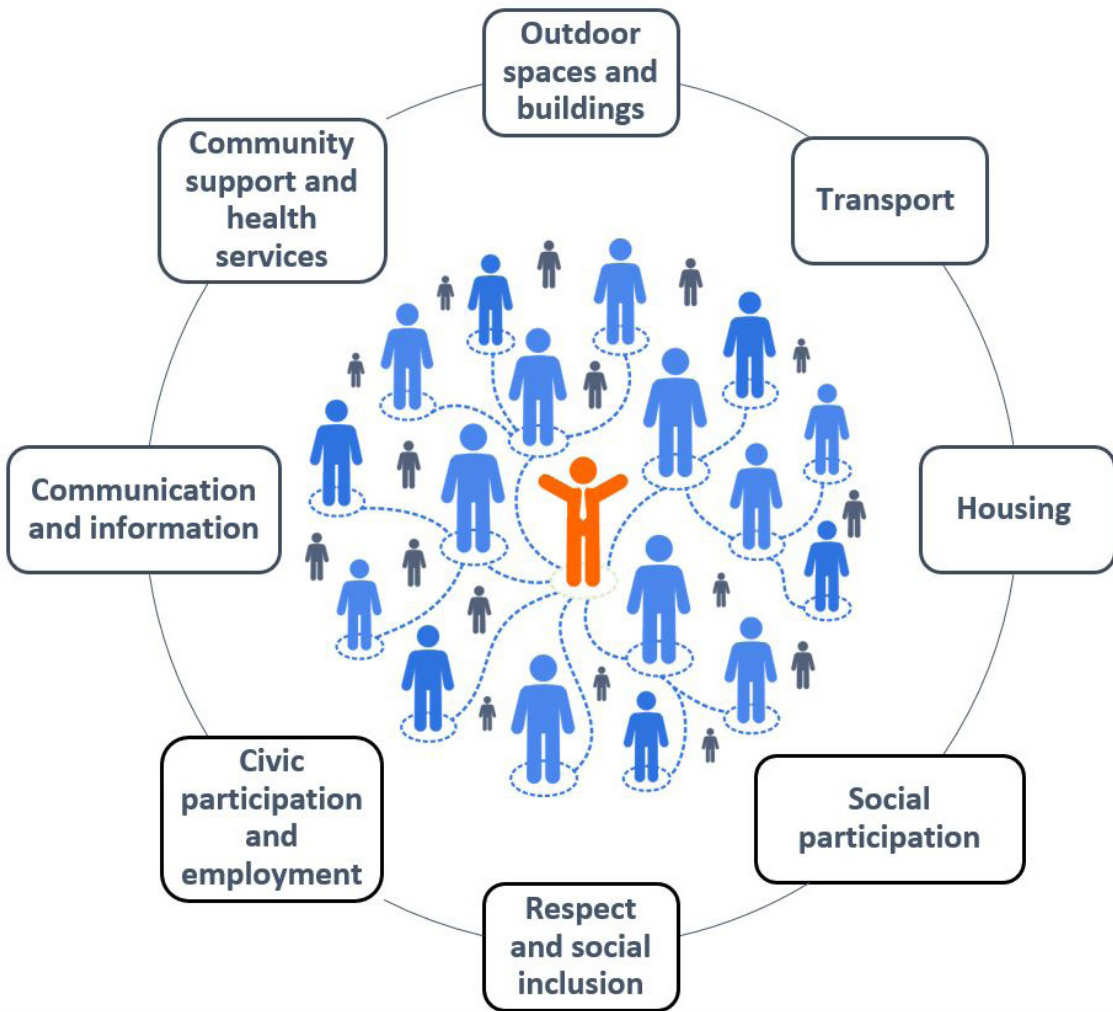 Outdoor
spaces and
buildings
Transport
Housing
Social
participation
Respect
and social
inclusion
Civic
participation
and
employment
Communication
and information
Community
support and
health
services